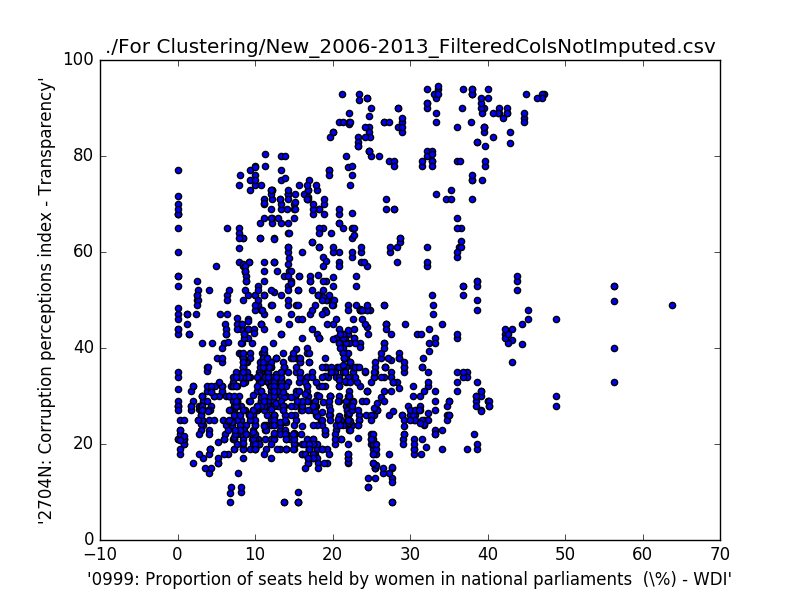 ./For Clustering/New_2006-2013_FilteredColsNotImputed.csv
100
80
60
40
20
0
−10 0 10 20 30 40 50 60 70
'2704N: Corruption perceptions index - Transparency'
'0999: Proportion of seats held by women in national parliaments  (\%) - WDI'